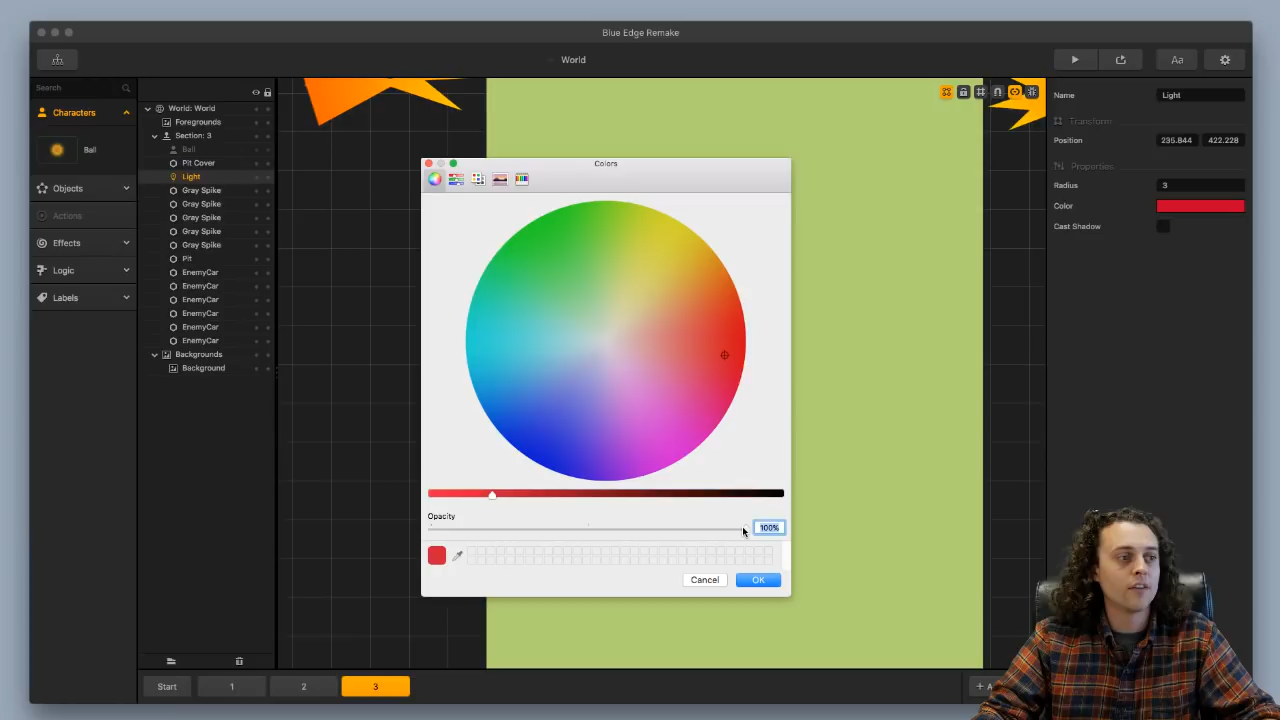 Blue Edge Remake
World
Aa
Search
Characters
Ball
Objects
Actions
Effects
Logic
Labels
World: World
Foregrounds
Section: 3
Ball
Pit Cover
Light
Gray Spike
Gray Spike
Gray Spike
Gray Spike
Gray Spike
Pit
EnemyCar
EnemyCar
EnemyCar
EnemyCar
EnemyCar
EnemyCar
Backgrounds
Background
Colors
Opacity
100%
Cancel
OK
Name Light
Transform
Position 235.844 422.228
Properties
Radius 3
Color
Cast Shadow
Start 1 2 3
+ A